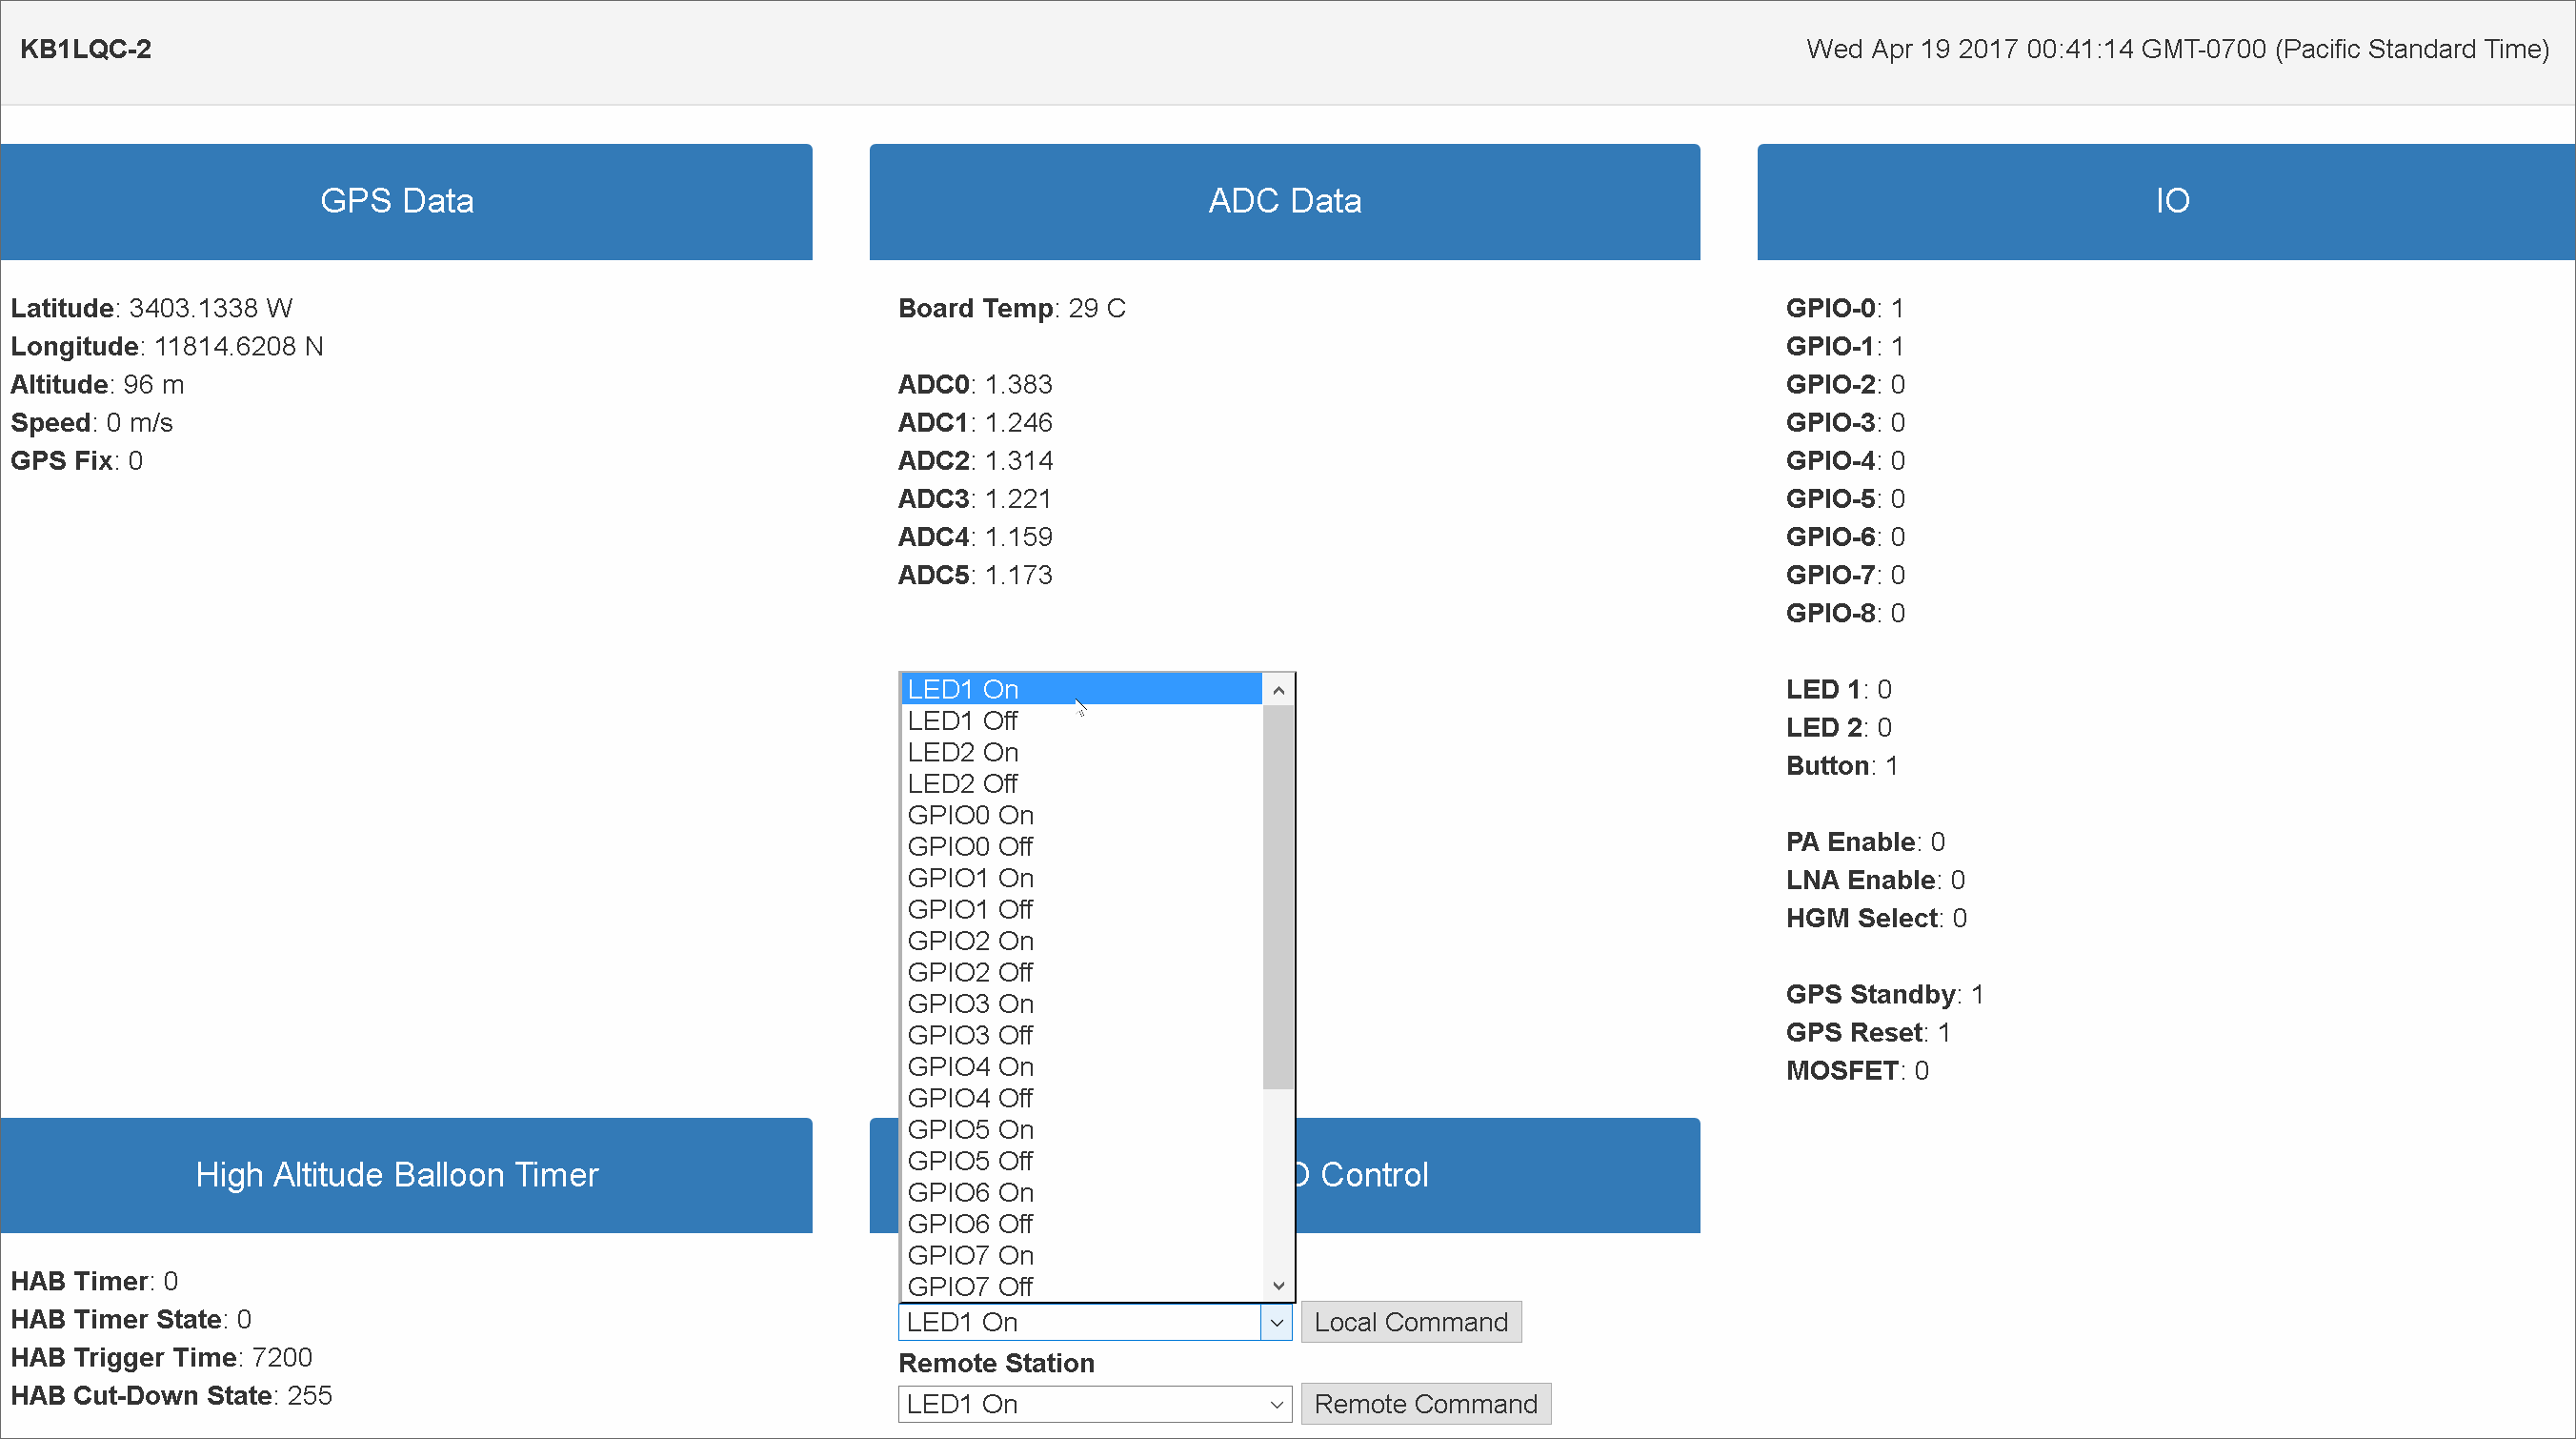 KB1LQC-2
Wed Apr 19 2017 00:41:14 GMT-0700 (Pacific Standard Time)
GPS Data
Latitude: 3403.1338 W
Longitude: 11814.6208 N
Altitude: 96 m
Speed: 0 m/s
GPS Fix: 0
ADC Data
Board Temp: 29 C
ADC0: 1.383
ADC1: 1.246
ADC2: 1.314
ADC3: 1.221
ADC4: 1.159
ADC5: 1.173
IO
GPIO-0: 1
GPIO-1: 1
GPIO-2: 0
GPIO-3: 0
GPIO-4: 0
GPIO-5: 0
GPIO-6: 0
GPIO-7: 0
GPIO-8: 0
LED 1: 0
LED 2: 0
Button: 1
PA Enable: 0
LNA Enable: 0
HGM Select: 0
GPS Standby: 1
GPS Reset: 1
MOSFET: 0
High Altitude Balloon Timer
HAB Timer: 0
HAB Timer State: 0
HAB Trigger Time: 7200
HAB Cut-Down State: 255
Control
LED1 On
LED1 Off
LED2 On
LED2 Off
GPIO0 On
GPIO0 Off
GPIO1 On
GPIO1 Off
GPIO2 On
GPIO2 Off
GPIO3 On
GPIO3 Off
GPIO4 On
GPIO4 Off
GPIO5 On
GPIO5 Off
GPIO6 On
GPIO6 Off
GPIO7 On
GPIO7 Off
LED1 On
Local Command
Remote Station
LED1 On
Remote Command